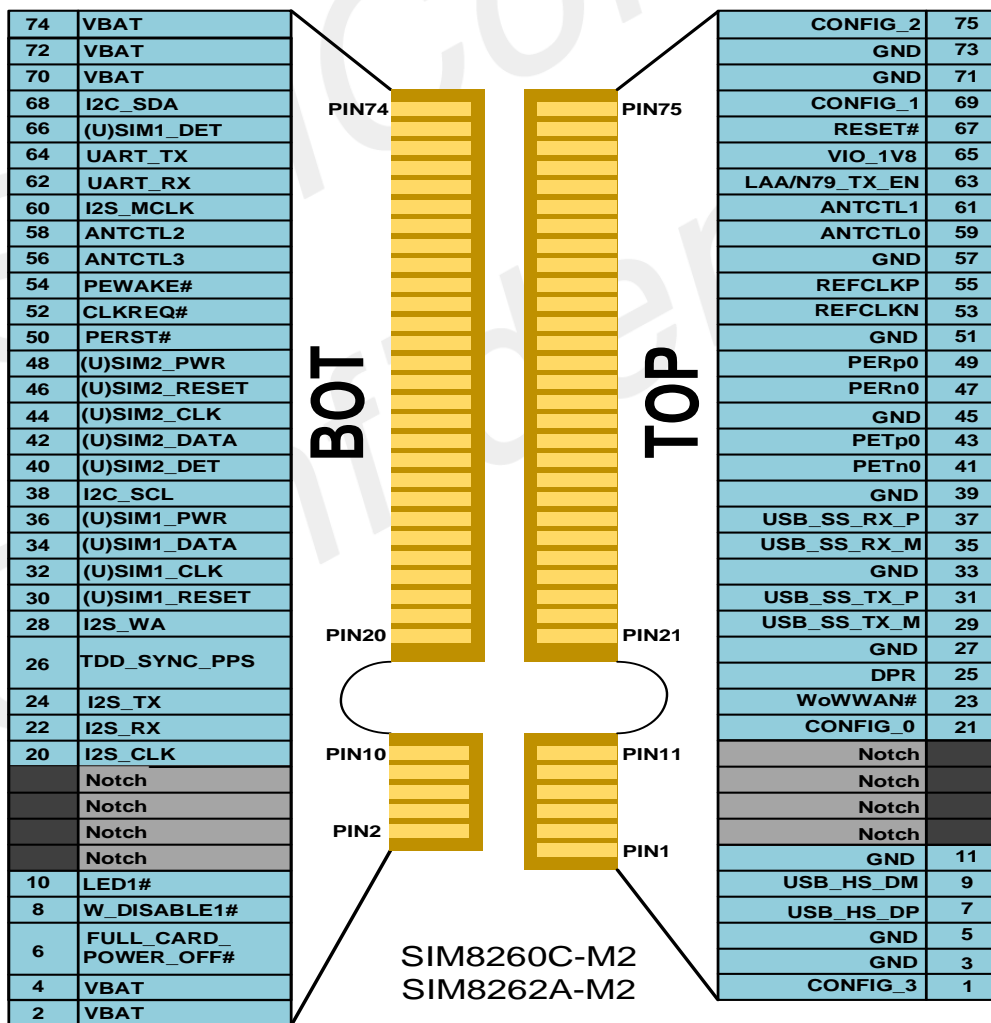 74 VBAT
72 VBAT
70 VBAT
68 I2C_SDA
66 (U)SIM1_DET
64 UART_TX
62 UART_RX
60 I2S_MCLK
58 ANTCTL2
56 ANTCTL3
54 PEWAKE#
52 CLKREQ#
50 PERST#
48 (U)SIM2_PWR
46 (U)SIM2_RESET
44 (U)SIM2_CLK
42 (U)SIM2_DATA
40 (U)SIM2_DET
38 I2C_SCL
36 (U)SIM1_PWR
34 (U)SIM1_DATA
32 (U)SIM1_CLK
30 (U)SIM1_RESET
28 I2S_WA
26 TDD_SYNC_PPS
24 I2S_TX
22 I2S_RX
20 I2S_CLK
Notch
Notch
Notch
Notch
10 LED1#
8 W_DISABLE1#
6 FULL_CARD_
POWER_OFF#
4 VBAT
2 VBAT
PIN74
BOT
PIN20
PIN10
PIN2
PIN75
TOP
PIN21
PIN11
PIN1
SIM8260C-M2
SIM8262A-M2
CONFIG_2 75
GND 73
GND 71
CONFIG_1 69
RESET# 67
VIO_1V8 65
LAA/N79_TX_EN 63
ANTCTL1 61
ANTCTL0 59
GND 57
REFCLKP 55
REFCLKN 53
GND 51
PERp0 49
PERn0 47
GND 45
PETp0 43
PETn0 41
GND 39
USB_SS_RX_P 37
USB_SS_RX_M 35
GND 33
USB_SS_TX_P 31
USB_SS_TX_M 29
GND 27
DPR 25
WoWWAN# 23
CONFIG_0 21
Notch
Notch
Notch
Notch
GND 11
USB_HS_DM 9
USB_HS_DP 7
GND 5
GND 3
CONFIG_3 1